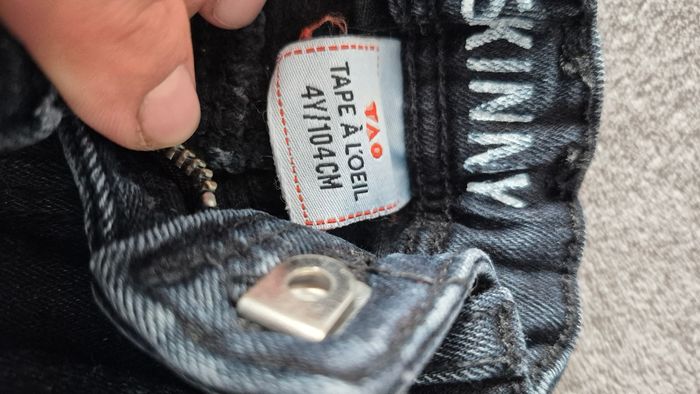 TAO
TAPE À L'OEIL
4Y/104CM
SKINNY